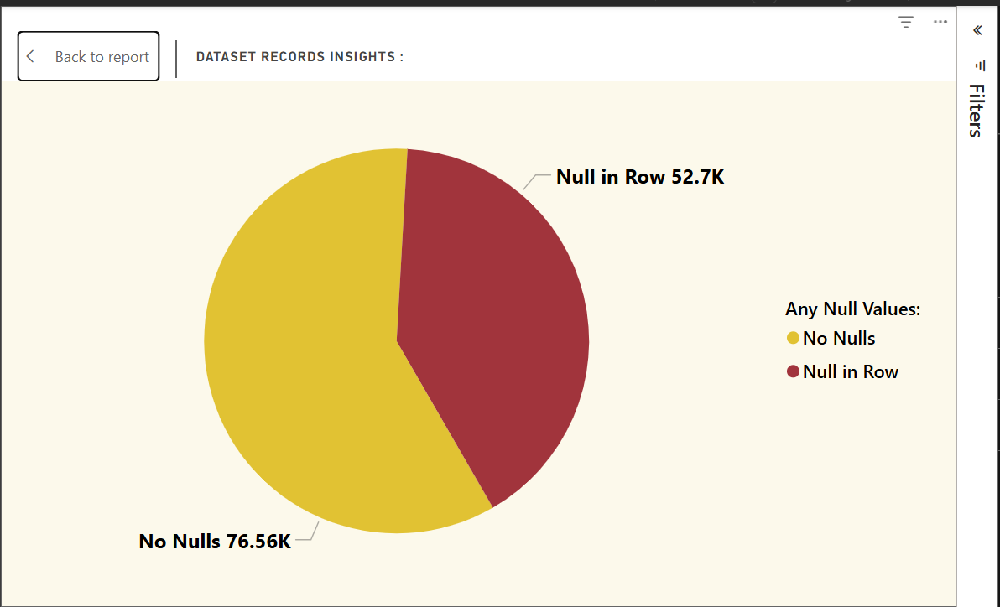 Back to report
DATASET RECORDS INSIGHTS :
Filters
Null in Row 52.7K
Any Null Values:
No Nulls
Null in Row
No Nulls 76.56K